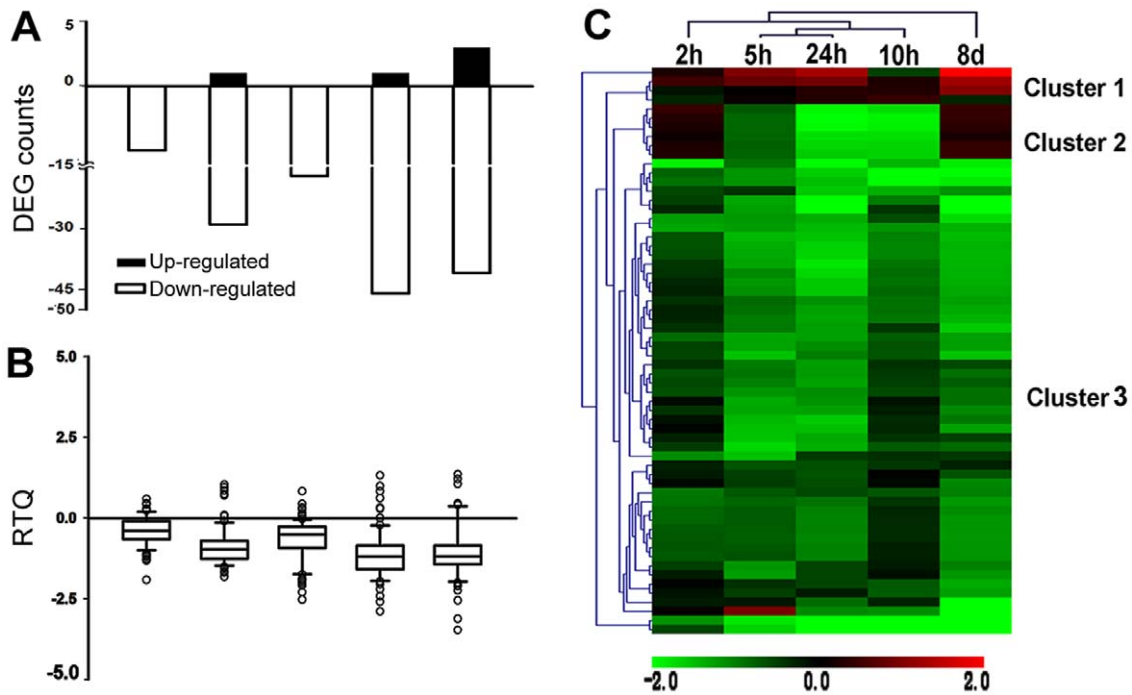 A
DEG counts
5
0
-15
-30
-45
-50
Up-regulated
Down-regulated
B
RTQ
5.0
2.5
0.0
-2.5
-5.0
C
2h 5h 24h 10h 8d
Cluster 1
Cluster 2
Cluster 3
-2.0 0.0 2.0